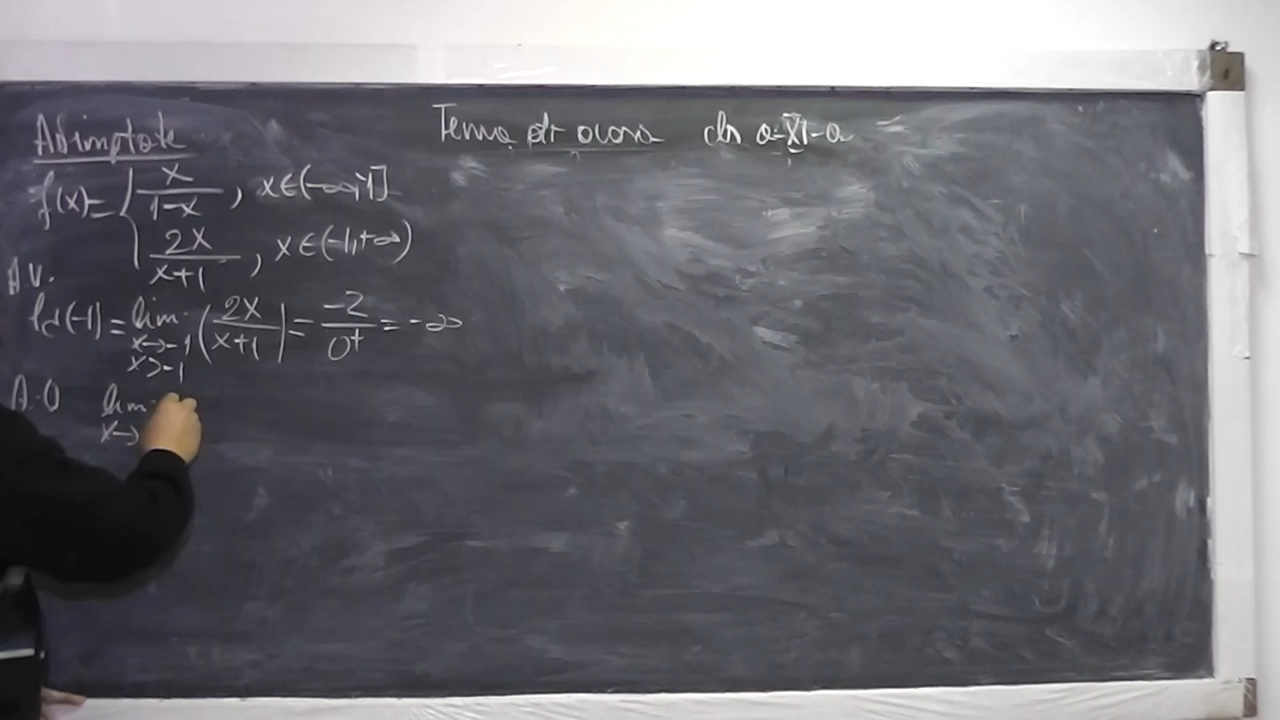 Asimptote
Tema pt acasa cls a-XI-a
f(x)= { x/1-x , x∈(-∞,-1]
2x/x+1 , x∈(-1,+∞)
A.V.
ld(-1)= lim x→-1 x>-1 (2x/x+1) = -2/0+ = -∞
A.O lim x→